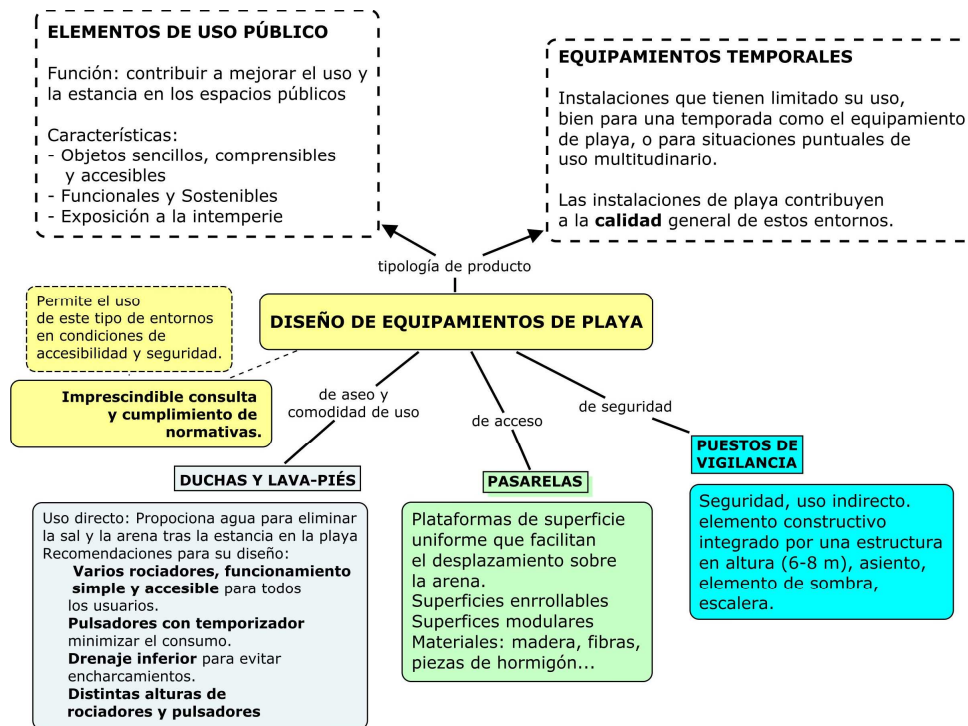 ELEMENTOS DE USO PÚBLICO
Función: contribuir a mejorar el uso y
la estancia en los espacios públicos
Características:
- Objetos sencillos, comprensibles
y accesibles
- Funcionales y Sostenibles
- Exposición a la intemperie
EQUIPAMIENTOS TEMPORALES
Instalaciones que tienen limitado su uso,
bien para una temporada como el equipamiento
de playa, o para situaciones puntuales de
uso multitudinario.
Las instalaciones de playa contribuyen
a la calidad general de estos entornos.
tipología de producto
Permite el uso
de este tipo de entornos
en condiciones de
accesibilidad y seguridad.
DISEÑO DE EQUIPAMIENTOS DE PLAYA
Imprescindible consulta
y cumplimiento de
normativas.
de aseo y
comodidad de uso
de acceso
de seguridad
DUCHAS Y LAVA-PIÉS
Uso directo: Propociona agua para eliminar
la sal y la arena tras la estancia en la playa
Recomendaciones para su diseño:
Varios rociadores, funcionamiento
simple y accesible para todos
los usuarios.
Pulsadores con temporizador
minimizar el consumo.
Drenaje inferior para evitar
encharcamientos.
Distintas alturas de
rociadores y pulsadores
PASARELAS
Plataformas de superficie
uniforme que facilitan
el desplazamiento sobre
la arena.
Superficies enrrollables
Superfices modulares
Materiales: madera, fibras,
piezas de hormigón...
PUESTOS DE
VIGILANCIA
Seguridad, uso indirecto.
elemento constructivo
integrado por una estructura
en altura (6-8 m), asiento,
elemento de sombra,
escalera.